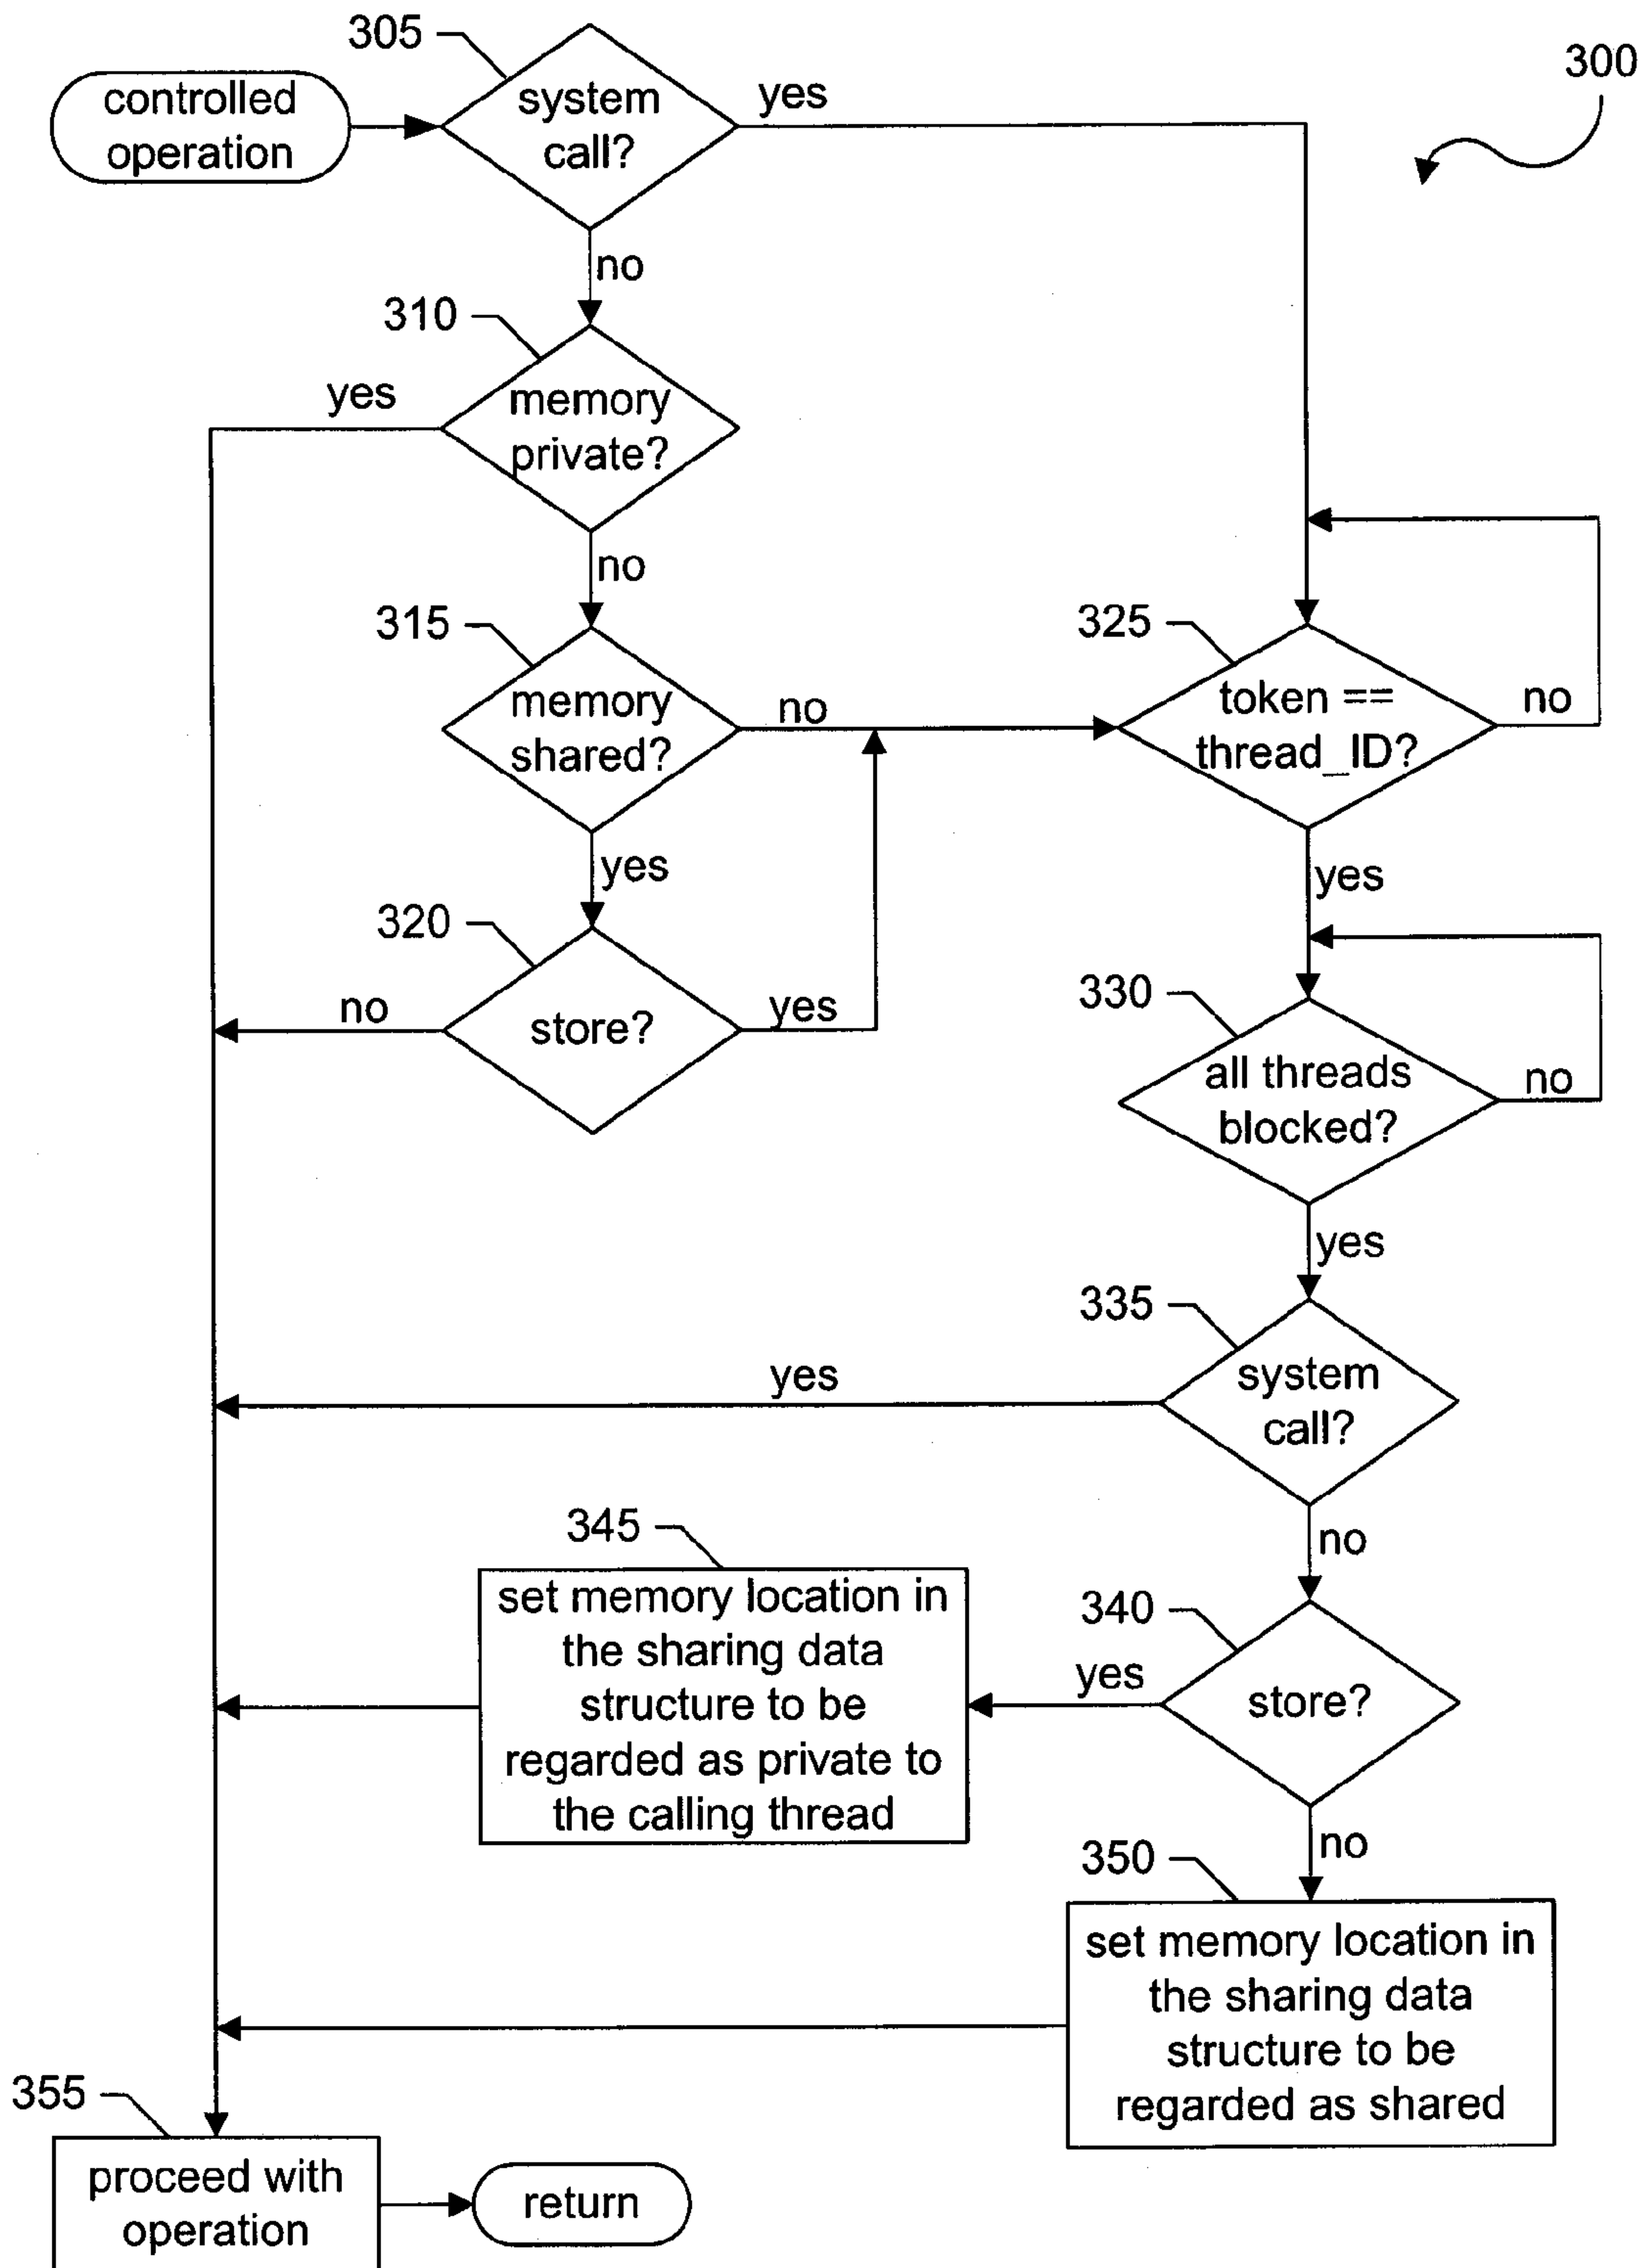 305
300
controlled
operation
system
call?
yes
no
310
yes
memory
private?
no
315
memory
shared?
no
325
token ==
thread_ID?
no
yes
yes
320
store?
no
yes
330
all threads
blocked?
no
yes
335
system
call?
yes
no
345
set memory location in
the sharing data
structure to be
regarded as private to
the calling thread
340
store?
yes
no
350
set memory location in
the sharing data
structure to be
regarded as shared
355
proceed with
operation
return